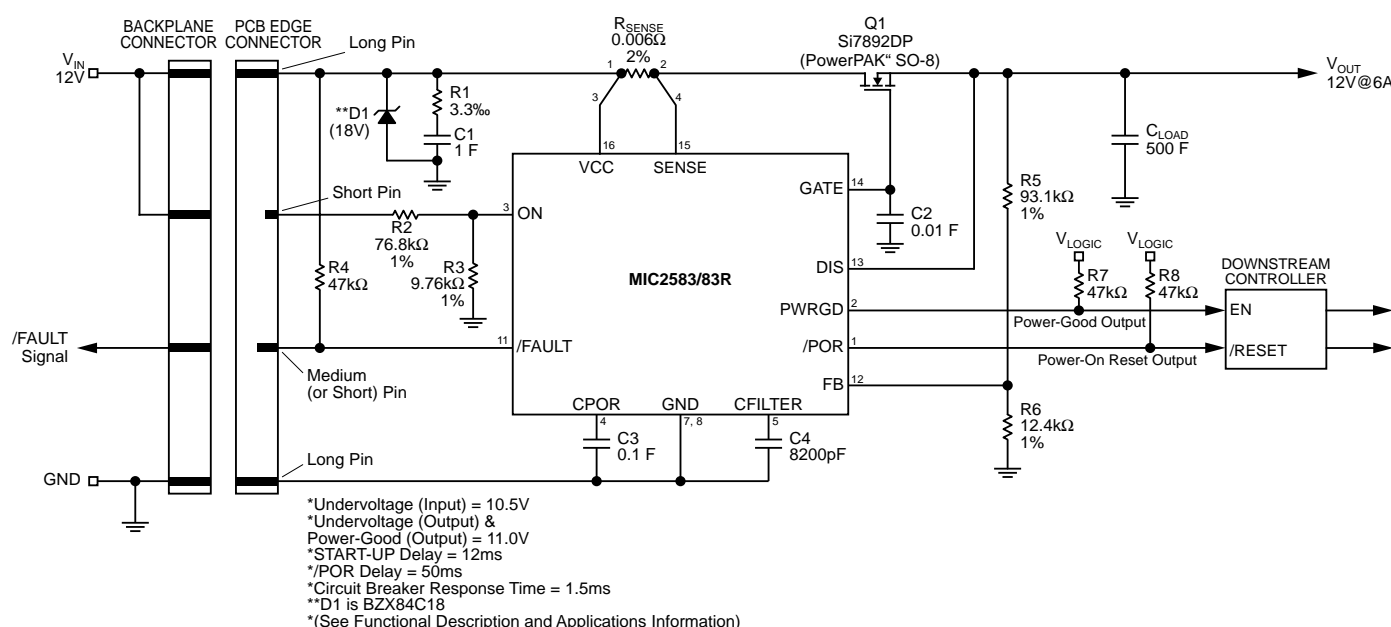 BACKPLANE
CONNECTOR
PCB EDGE
CONNECTOR
Long Pin
VIN
12V
RSENSE
0.006Ω
2%
1
2
3
4
Q1
Si7892DP
(PowerPAK“ SO-8)
VOUT
12V@6A
**D1
(18V)
R1
3.3‰
C1
1 F
16
VCC
15
SENSE
CLOAD
500 F
Short Pin
R2
76.8kΩ
1%
R3
9.76kΩ
1%
R4
47kΩ
3
ON
MIC2583/83R
GATE
14
C2
0.01 F
DIS
13
R5
93.1kΩ
1%
VLOGIC
VLOGIC
R7
47kΩ
R8
47kΩ
DOWNSTREAM
CONTROLLER
PWRGD
2
Power-Good Output
EN
/FAULT
Signal
11
/FAULT
/POR
1
Power-On Reset Output
/RESET
Medium
(or Short) Pin
FB
12
R6
12.4kΩ
1%
CPOR
4
GND
7, 8
CFILTER
5
C3
0.1 F
C4
8200pF
Long Pin
GND
*Undervoltage (Input) = 10.5V
*Undervoltage (Output) &
Power-Good (Output) = 11.0V
*START-UP Delay = 12ms
*/POR Delay = 50ms
*Circuit Breaker Response Time = 1.5ms
**D1 is BZX84C18
*(See Functional Description and Applications Information)